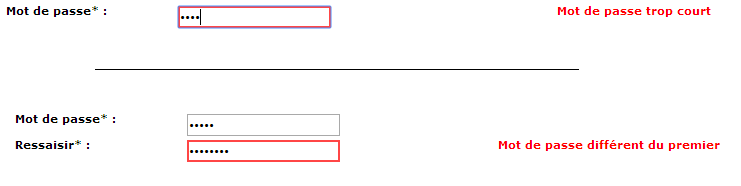 Mot de passe* : •••• Mot de passe trop court
Mot de passe* : •••••
Ressaisir* : •••••••• Mot de passe différent du premier